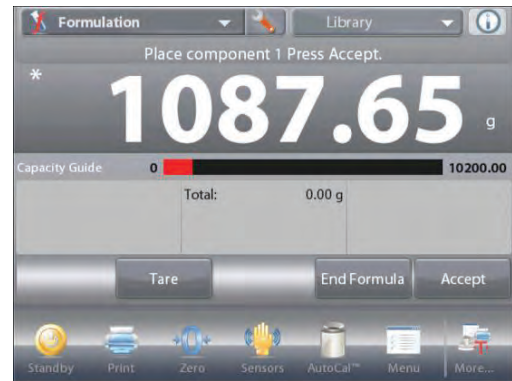 Formulation Library
Place component 1 Press Accept.
* 1087.65 g
Capacity Guide 0 10200.00
Total: 0.00 g
Tare End Formula Accept
Standby Print Zero Sensors AutoCal™ Menu More...